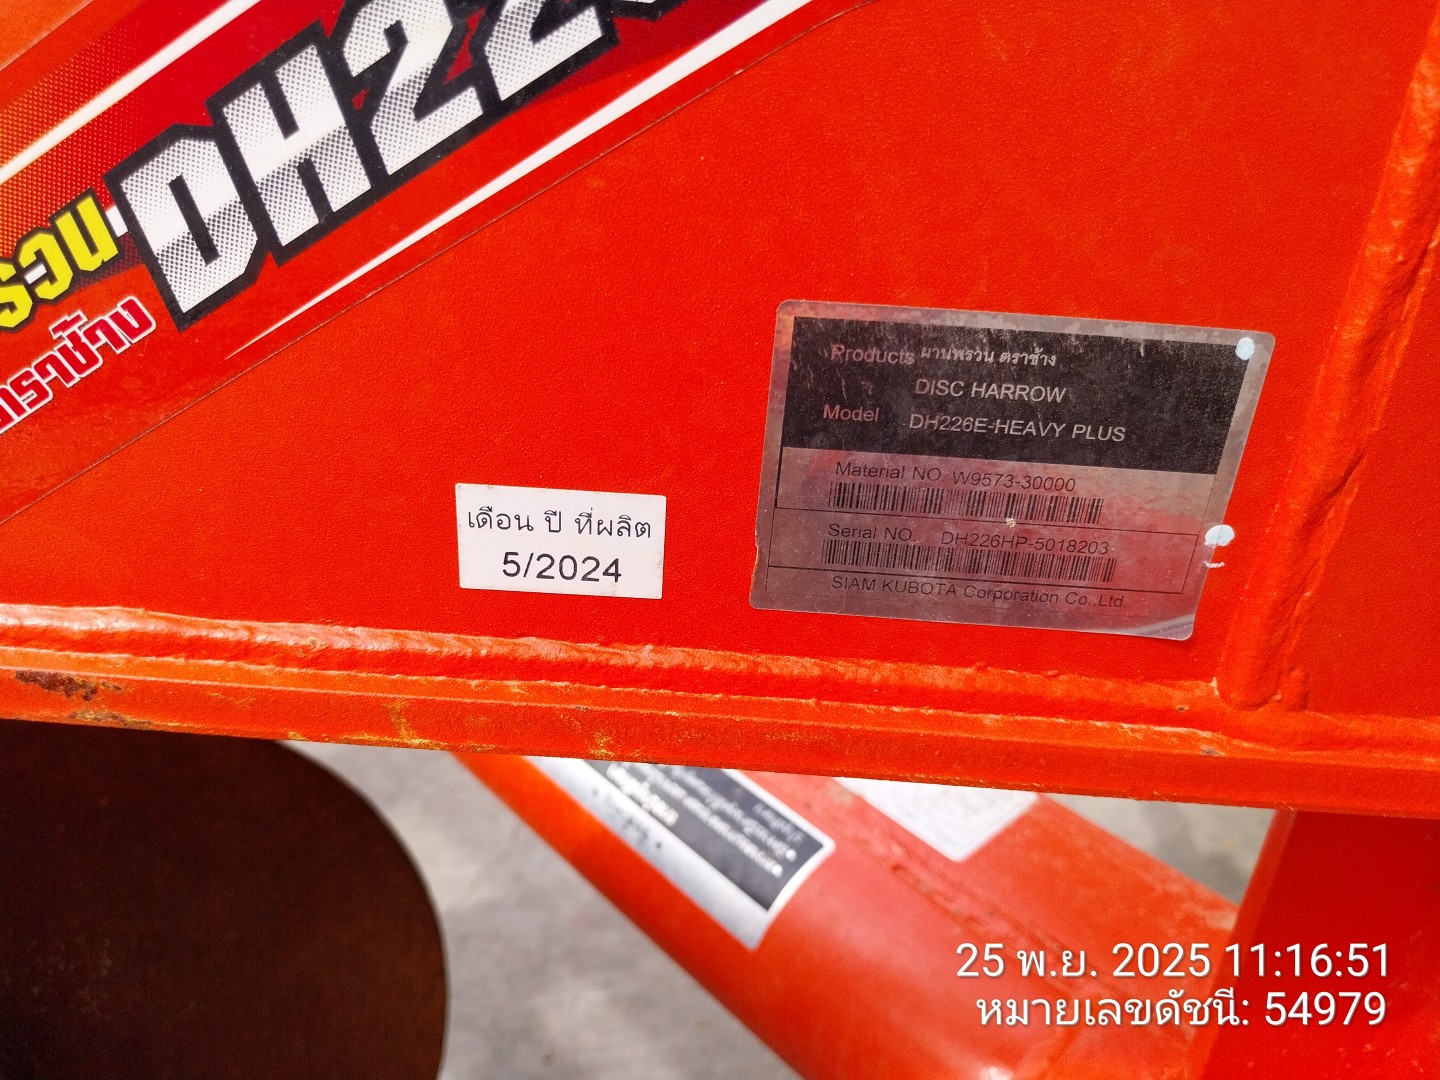 DH22
รวน
ตราช้าง
Products ผานพรวน ตราช้าง
DISC HARROW
Model DH226E-HEAVY PLUS
Material NO. W9573-30000
Serial NO. DH226HP-5018203
SIAM KUBOTA Corporation Co.,Ltd.
เดือน ปี ที่ผลิต
5/2024
25 พ.ย. 2025 11:16:51
หมายเลขดัชนี: 54979